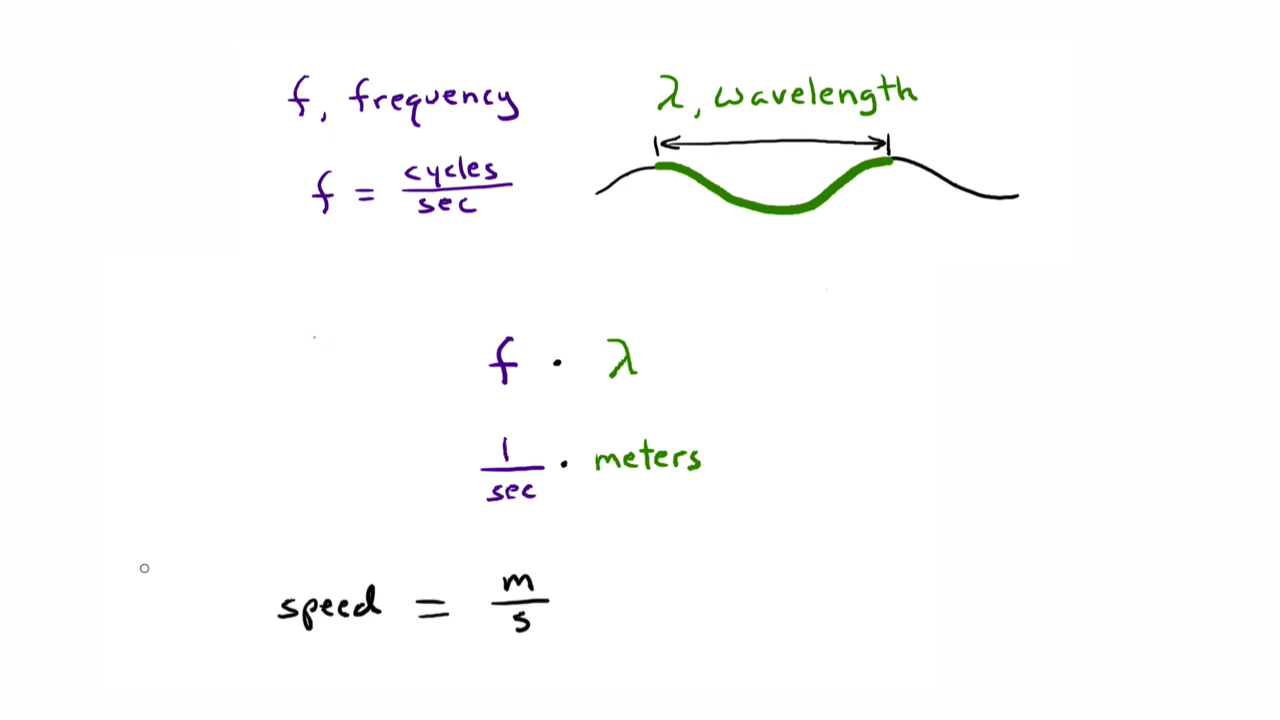 f, frequency
λ, wavelength
f = cycles/sec
f · λ
1/sec · meters
speed = m/s